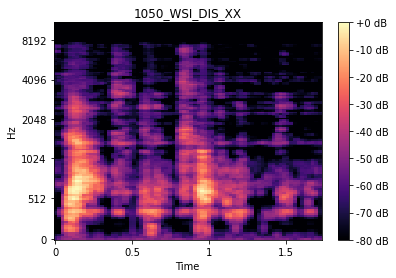 1050_WSI_DIS_XX
8192
4096
2048
1024
512
0
Hz
0
0.5
1
1.5
Time
+0 dB
-10 dB
-20 dB
-30 dB
-40 dB
-50 dB
-60 dB
-70 dB
-80 dB